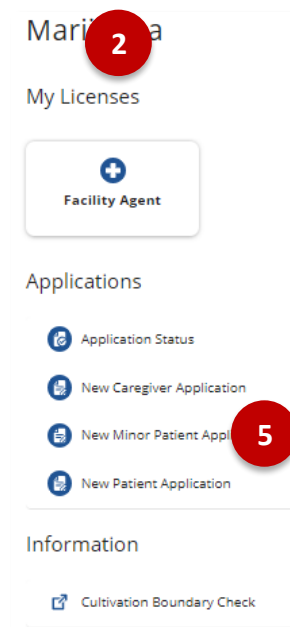 2
My Licenses
Facility Agent
Applications
Application Status
New Caregiver Application
New Minor Patient
5
New Patient Application
Information
Cultivation Boundary Check